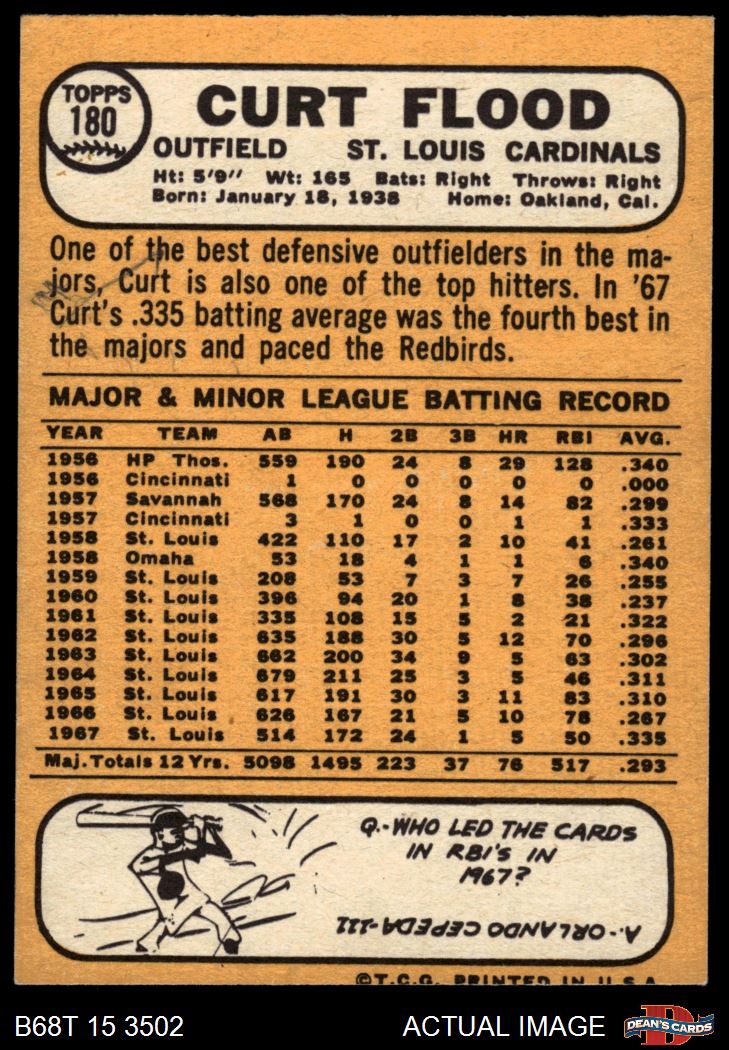 TOPPS
180
CURT FLOOD
OUTFIELD ST. LOUIS CARDINALS
Ht: 5'9" Wt: 165 Bats: Right Throws: Right
Born: January 18, 1938 Home: Oakland, Cal.
One of the best defensive outfielders in the ma-
jors, Curt is also one of the top hitters. In '67
Curt's .335 batting average was the fourth best in
the majors and paced the Redbirds.
MAJOR & MINOR LEAGUE BATTING RECORD
YEAR TEAM AB H 2B 3B HR RBI AVG.
1956 HP Thos. 559 190 24 8 29 128 .340
1956 Cincinnati 1 0 0 0 0 0 .000
1957 Savannah 568 170 24 8 14 82 .299
1957 Cincinnati 3 1 0 0 1 1 .333
1958 St. Louis 422 110 17 2 10 41 .261
1958 Omaha 53 18 4 1 1 6 .340
1959 St. Louis 208 53 7 3 7 26 .255
1960 St. Louis 396 94 20 1 8 38 .237
1961 St. Louis 335 108 15 5 2 21 .322
1962 St. Louis 635 188 30 5 12 70 .296
1963 St. Louis 662 200 34 9 5 63 .302
1964 St. Louis 679 211 25 3 5 46 .311
1965 St. Louis 617 191 30 3 11 83 .310
1966 St. Louis 626 167 21 5 10 78 .267
1967 St. Louis 514 172 24 1 5 50 .335
Maj. Totals 12 Yrs. 5098 1495 223 37 76 517 .293
Q.-WHO LED THE CARDS
IN RBI'S IN
1967?
A.-ORLANDO CEPEDA-111
©T.C.G. PRINTED IN U.S.A.
B68T 15 3502 ACTUAL IMAGE
D
DEAN'S CARDS